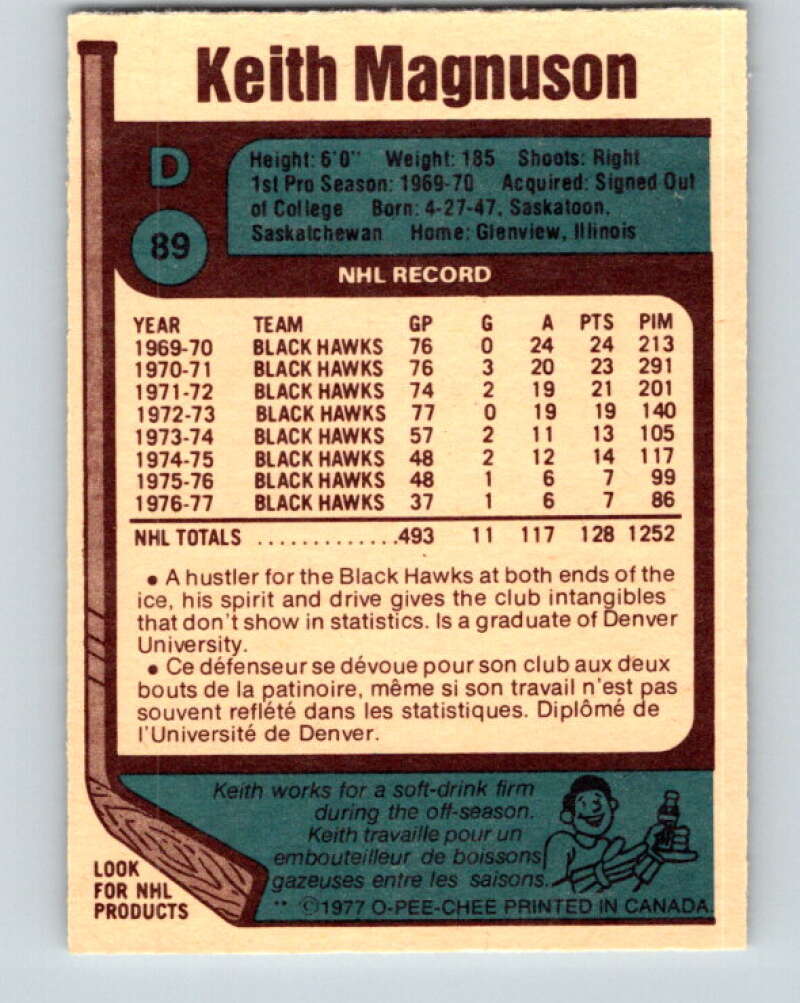 Keith Magnuson
D
89
Height: 6'0" Weight: 185 Shoots: Right
1st Pro Season: 1969-70 Acquired: Signed Out
of College Born: 4-27-47, Saskatoon,
Saskatchewan Home: Glenview, Illinois
NHL RECORD
YEAR TEAM GP G A PTS PIM
1969-70 BLACK HAWKS 76 0 24 24 213
1970-71 BLACK HAWKS 76 3 20 23 291
1971-72 BLACK HAWKS 74 2 19 21 201
1972-73 BLACK HAWKS 77 0 19 19 140
1973-74 BLACK HAWKS 57 2 11 13 105
1974-75 BLACK HAWKS 48 2 12 14 117
1975-76 BLACK HAWKS 48 1 6 7 99
1976-77 BLACK HAWKS 37 1 6 7 86
NHL TOTALS .............493 11 117 128 1252
• A hustler for the Black Hawks at both ends of the
ice, his spirit and drive gives the club intangibles
that don't show in statistics. Is a graduate of Denver
University.
• Ce défenseur se dévoue pour son club aux deux
bouts de la patinoire, même si son travail n'est pas
souvent reflété dans les statistiques. Diplômé de
l'Université de Denver.
Keith works for a soft-drink firm
during the off-season.
Keith travaille pour un
embouteilleur de boissons
gazeuses entre les saisons.
** ©1977 O-PEE-CHEE PRINTED IN CANADA
LOOK
FOR NHL
PRODUCTS